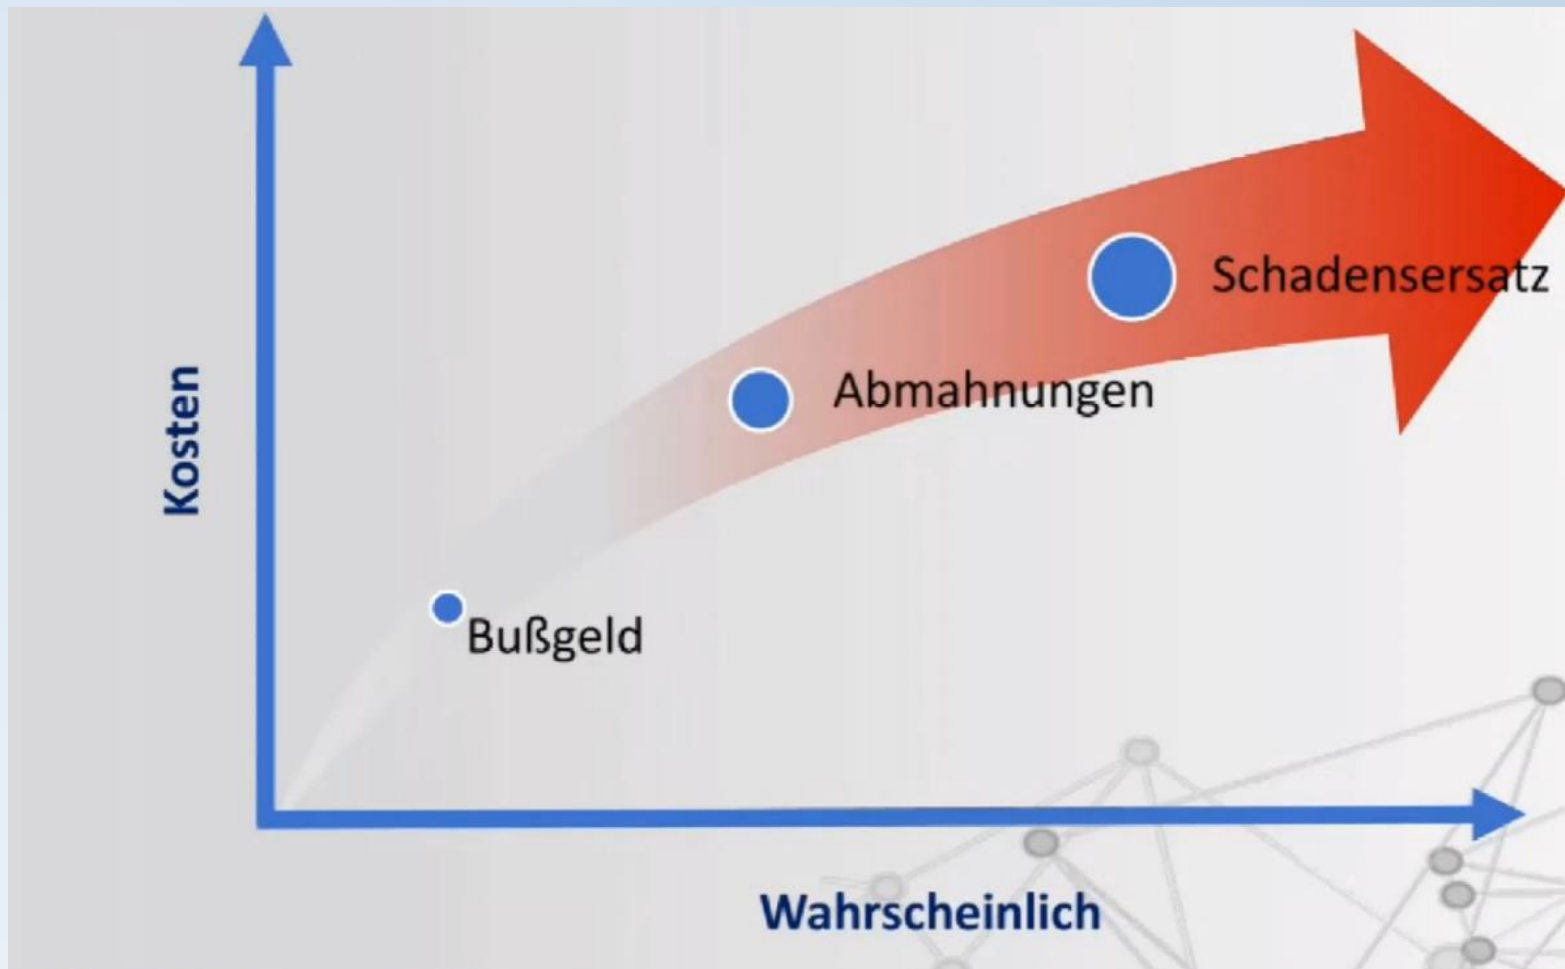 Schadensersatz
Abmahnungen
Kosten
Bußgeld
Wahrscheinlich